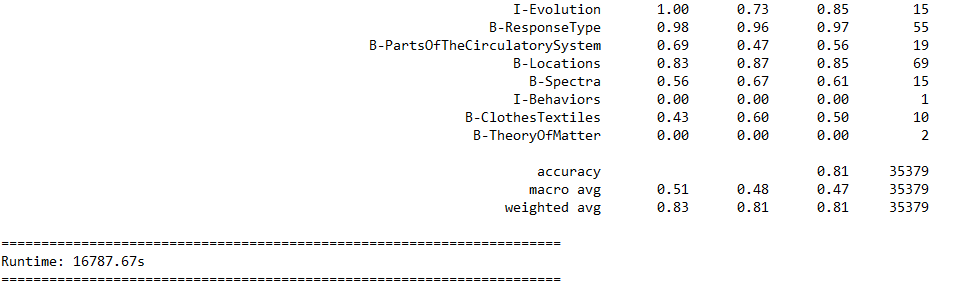 I-Evolution 1.00 0.73 0.85 15
B-ResponseType 0.98 0.96 0.97 55
B-PartsOfTheCirculatorySystem 0.69 0.47 0.56 19
B-Locations 0.83 0.87 0.85 69
B-Spectra 0.56 0.67 0.61 15
I-Behaviors 0.00 0.00 0.00 1
B-ClothesTextiles 0.43 0.60 0.50 10
B-TheoryOfMatter 0.00 0.00 0.00 2
accuracy 0.81 35379
macro avg 0.51 0.48 0.47 35379
weighted avg 0.83 0.81 0.81 35379
======================================================================
Runtime: 16787.67s
======================================================================